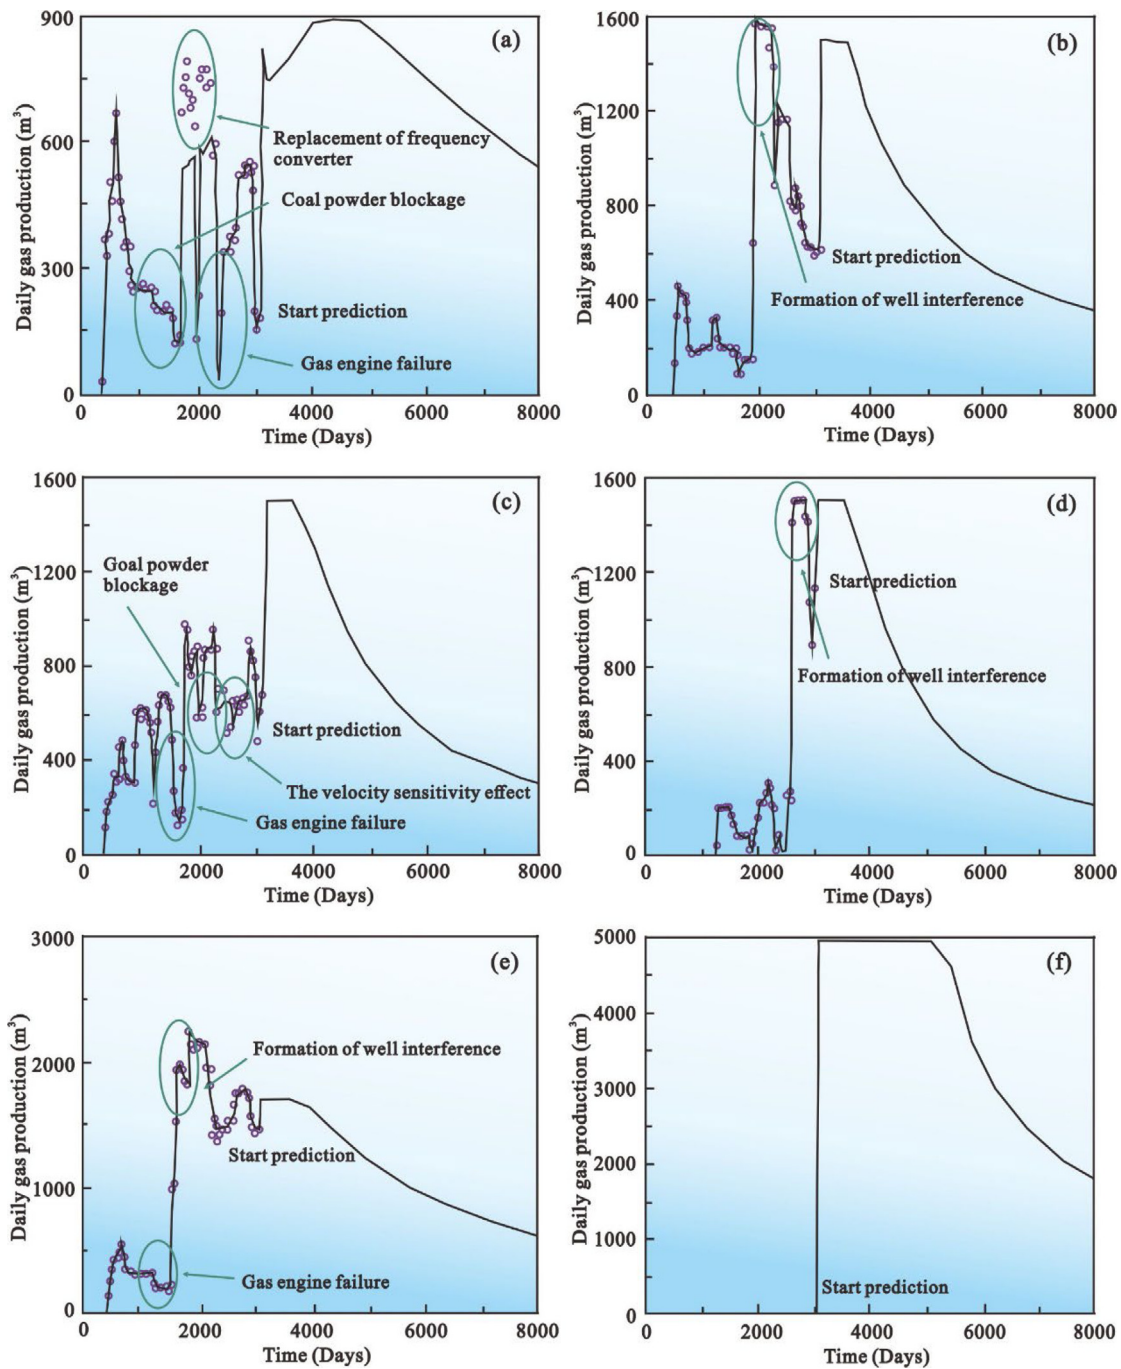 900
(a)
Daily gas production (m³)
600
Replacement of frequency
converter
Coal powder blockage
300
Start prediction
Gas engine failure
0
0 2000 4000 6000 8000
Time (Days)
1600
(b)
Daily gas production (m³)
1200
800
Start prediction
Formation of well interference
400
0
0 2000 4000 6000 8000
Time (Days)
1600
(c)
Daily gas production (m³)
Goal powder
blockage
1200
800
Start prediction
400
The velocity sensitivity effect
Gas engine failure
0
0 2000 4000 6000 8000
Time (Days)
1600
(d)
Daily gas production (m³)
1200
Start prediction
800
Formation of well interference
400
0
0 2000 4000 6000 8000
Time (Days)
3000
(e)
Daily gas production (m³)
Formation of well interference
2000
Start prediction
1000
Gas engine failure
0
0 2000 4000 6000 8000
Time (Days)
5000
(f)
Daily gas production (m³)
4000
5000
3000
2000
1000
Start prediction
0
0 2000 4000 6000 8000
Time (Days)